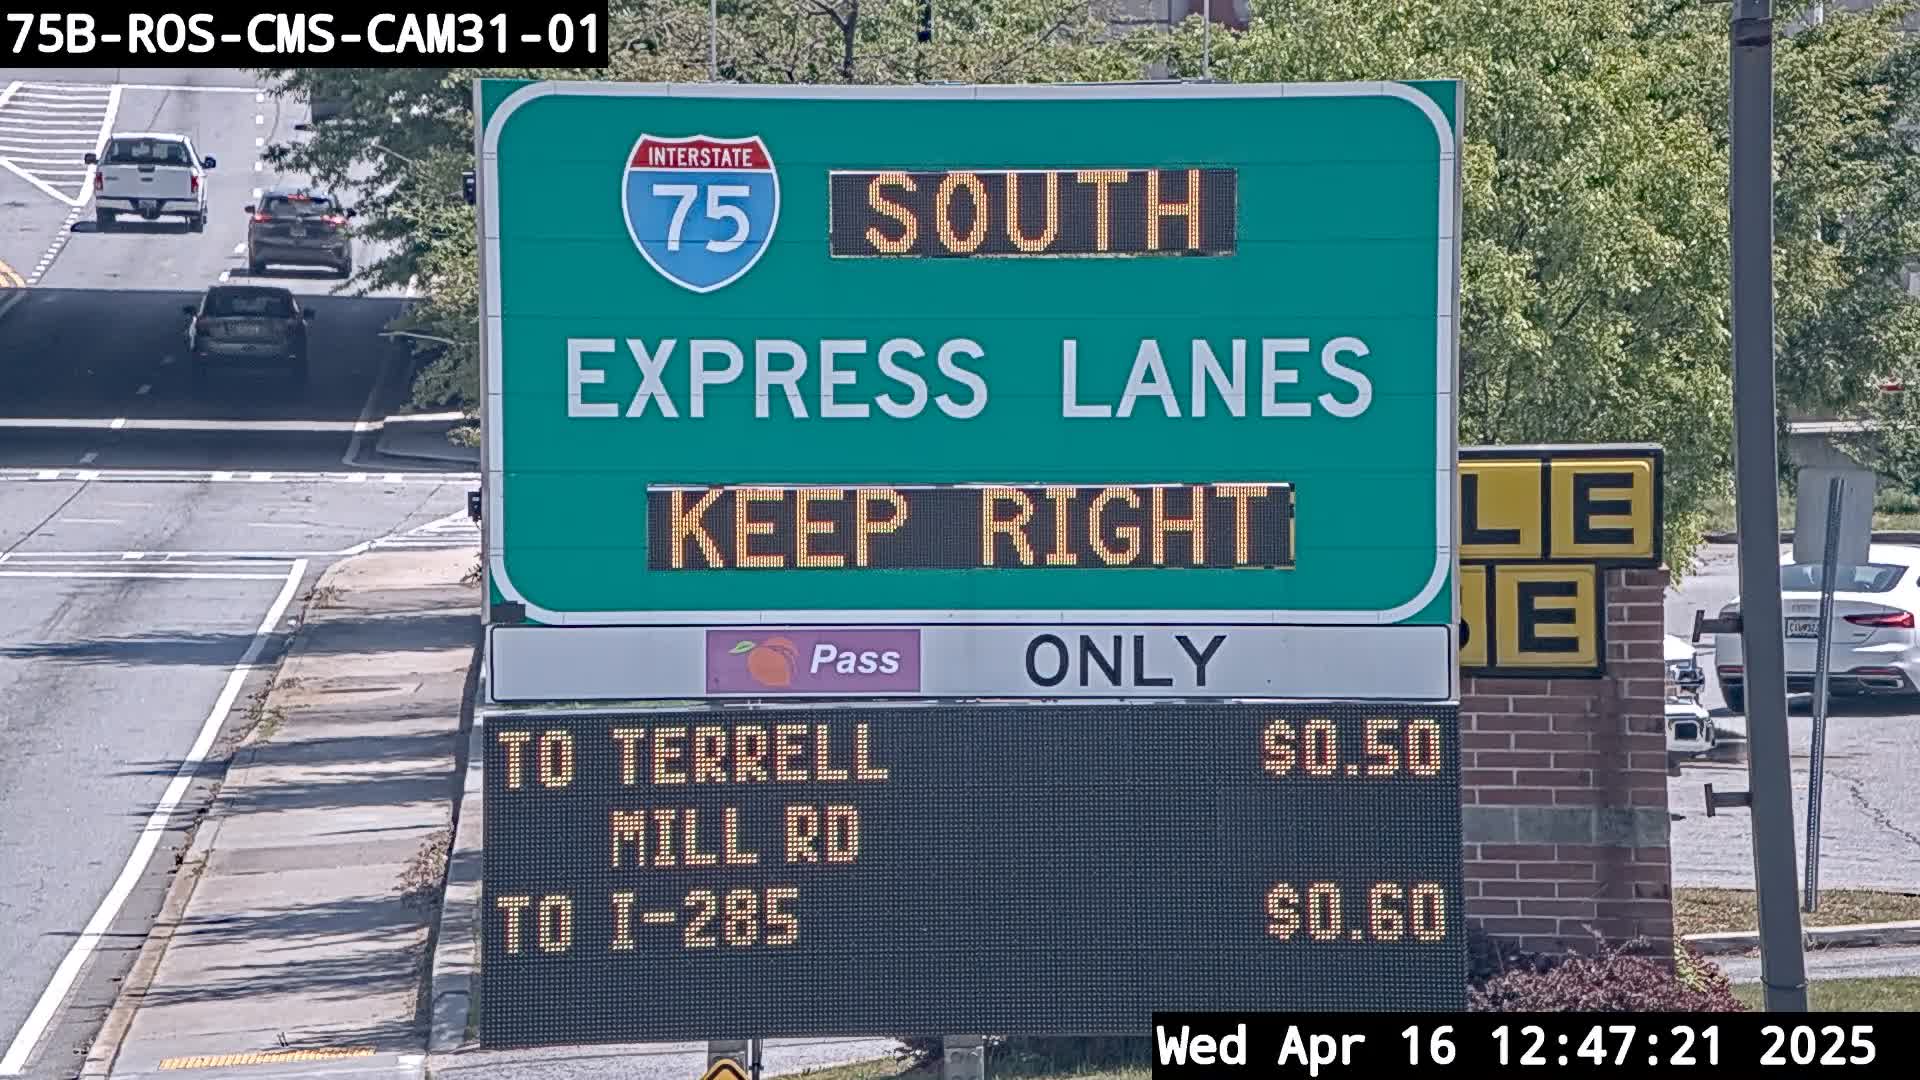 75B-ROS-CMS-CAM31-01
INTERSTATE
75
SOUTH
EXPRESS LANES
KEEP RIGHT
LE
E
Pass ONLY
TO TERRELL $0.50
MILL RD
TO I-285 $0.60
Wed Apr 16 12:47:21 2025